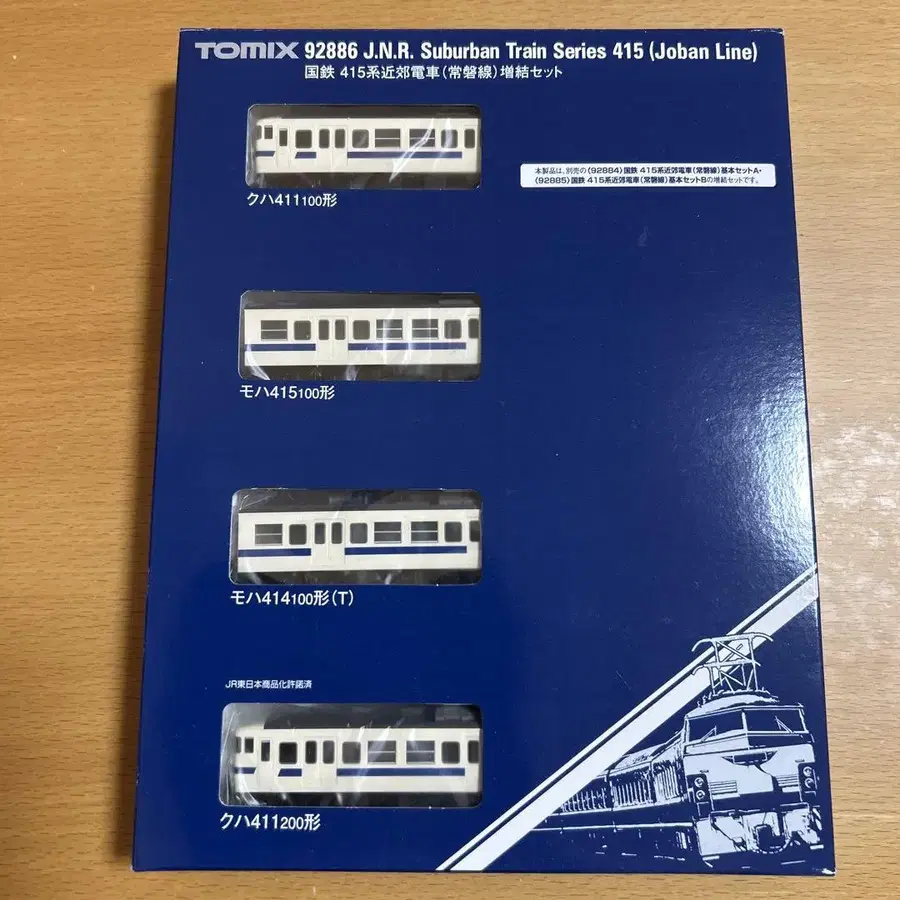 TOMIX 92886 J.N.R. Suburban Train Series 415 (Joban Line)
国鉄 415系近郊電車(常磐線)増結セット
クハ411100形
本製品は、別売の〈92884〉国鉄 415系近郊電車(常磐線)基本セットA・
〈92885〉国鉄 415系近郊電車(常磐線)基本セットBの増結セットです。
モハ415100形
モハ414100形(T)
JR東日本商品化許諾済
クハ411200形